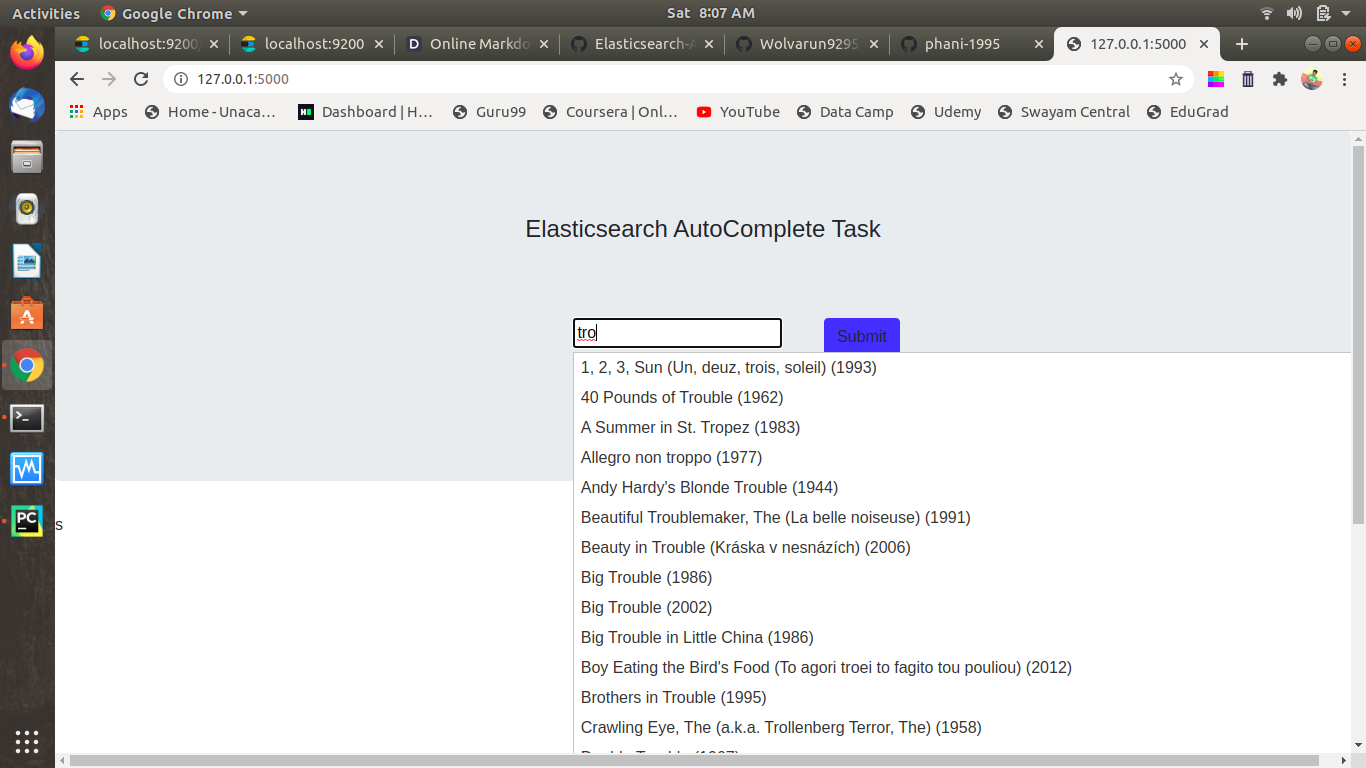 Activities Google Chrome Sat 8:07 AM
localhost:9200, localhost:9200 Online Markdo Elasticsearch-A Wolvarun9295 phani-1995 127.0.0.1:5000
127.0.0.1:5000
Apps Home - Unaca… Dashboard | H… Guru99 Coursera | Onl… YouTube Data Camp Udemy Swayam Central EduGrad
Elasticsearch AutoComplete Task
tro Submit
1, 2, 3, Sun (Un, deuz, trois, soleil) (1993)
40 Pounds of Trouble (1962)
A Summer in St. Tropez (1983)
Allegro non troppo (1977)
Andy Hardy's Blonde Trouble (1944)
Beautiful Troublemaker, The (La belle noiseuse) (1991)
s
Beauty in Trouble (Kráska v nesnázích) (2006)
Big Trouble (1986)
Big Trouble (2002)
Big Trouble in Little China (1986)
Boy Eating the Bird's Food (To agori troei to fagito tou pouliou) (2012)
Brothers in Trouble (1995)
Crawling Eye, The (a.k.a. Trollenberg Terror, The) (1958)